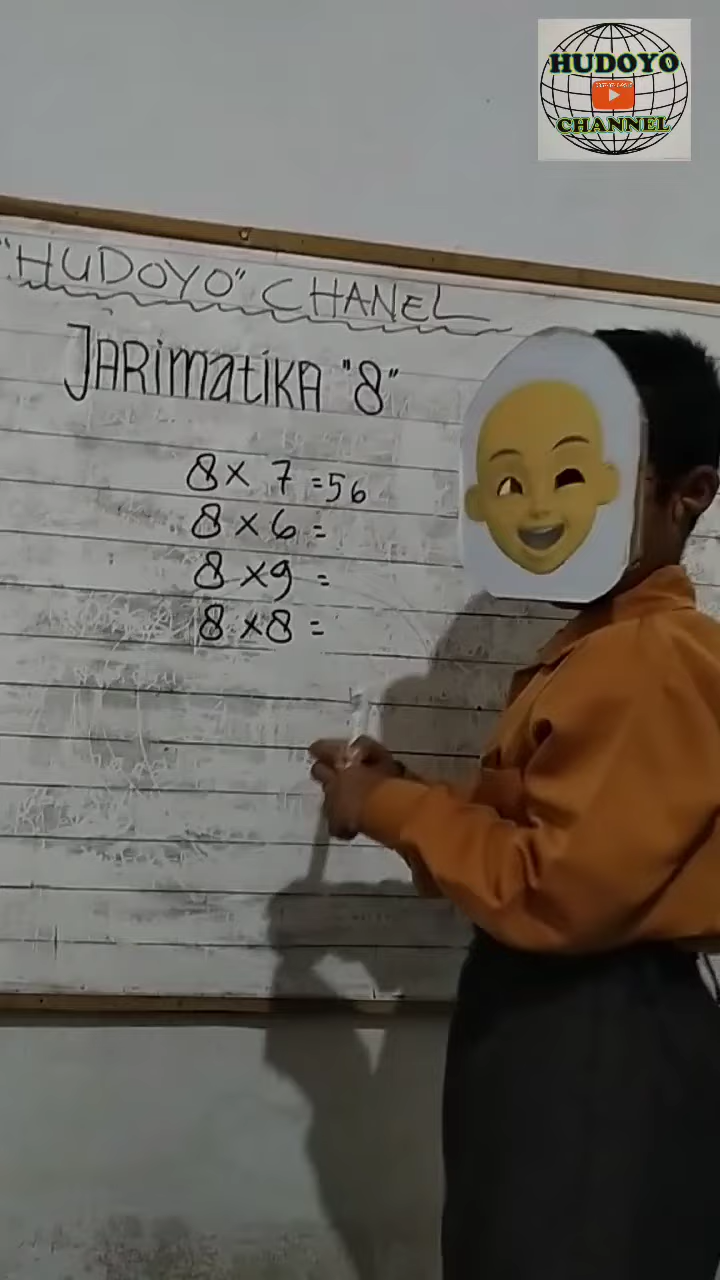 HUDOYO
CHANNEL
"HUDOYO" CHANEL
JARIMATIKA "8"
8 × 7 = 56
8 × 6 =
8 × 9 =
8 × 8 =